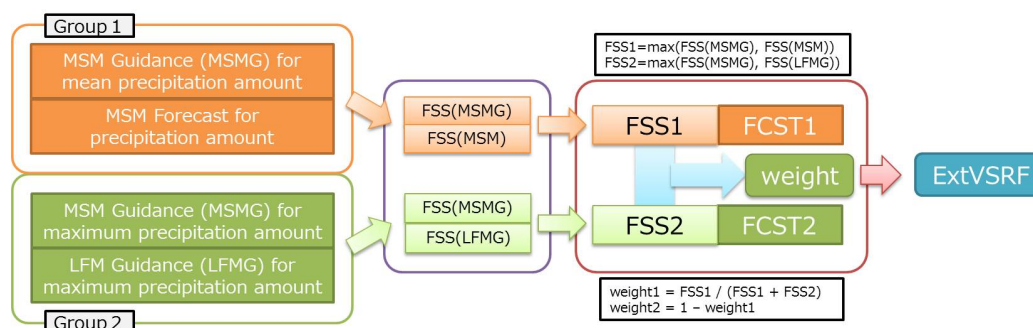 Group 1
MSM Guidance (MSMG) for
mean precipitation amount
MSM Forecast for
precipitation amount
MSM Guidance (MSMG) for
maximum precipitation amount
LFM Guidance (LFMG) for
maximum precipitation amount
Group 2
FSS(MSMG)
FSS(MSM)
FSS(MSMG)
FSS(LFMG)
FSS1=max(FSS(MSMG), FSS(MSM))
FSS2=max(FSS(MSMG), FSS(LFMG))
FSS1
FCST1
weight
FSS2
FCST2
weight1 = FSS1 / (FSS1 + FSS2)
weight2 = 1 – weight1
ExtVSRF